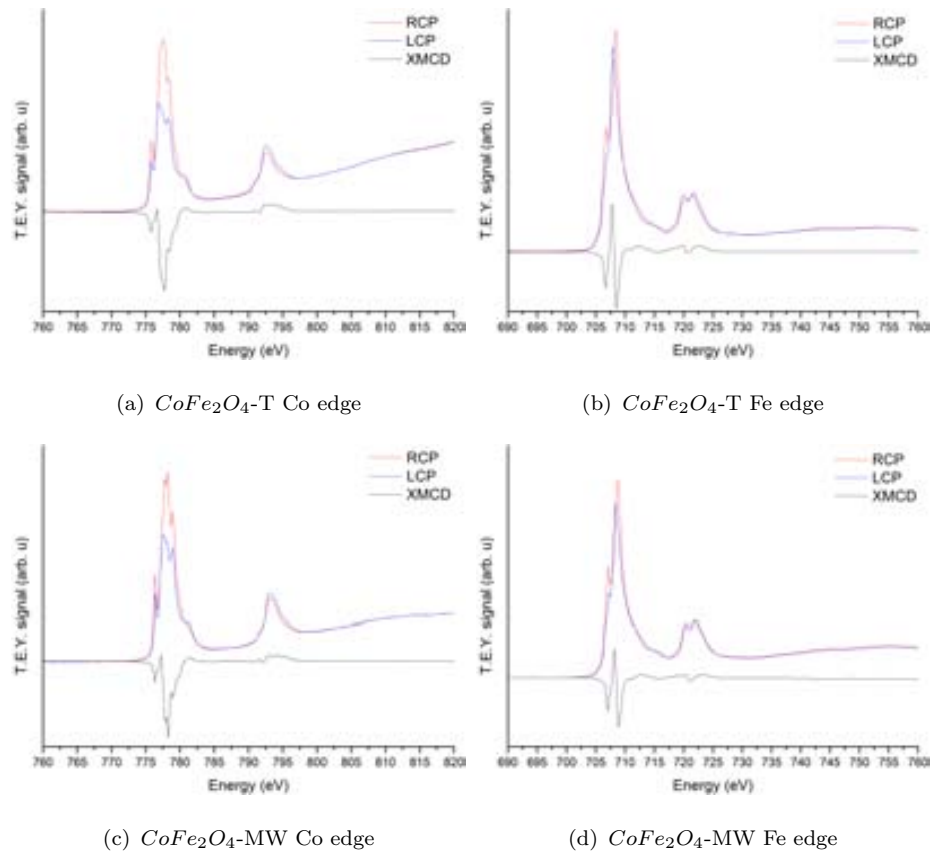 RCP
LCP
XMCD
T.E.Y. signal (arb. u)
760 765 770 775 780 785 790 795 800 805 810 815 820
Energy (eV)
(a) CoFe2O4-T Co edge
RCP
LCP
XMCD
T.E.Y. signal (arb. u)
690 695 700 705 710 715 720 725 730 735 740 745 750 755 760
Energy (eV)
(b) CoFe2O4-T Fe edge
RCP
LCP
XMCD
T.E.Y. signal (arb. u)
760 765 770 775 780 785 790 795 800 805 810 815 820
Energy (eV)
(c) CoFe2O4-MW Co edge
RCP
LCP
XMCD
T.E.Y. signal (arb. u)
690 695 700 705 710 715 720 725 730 735 740 745 750 755 760
Energy (eV)
(d) CoFe2O4-MW Fe edge